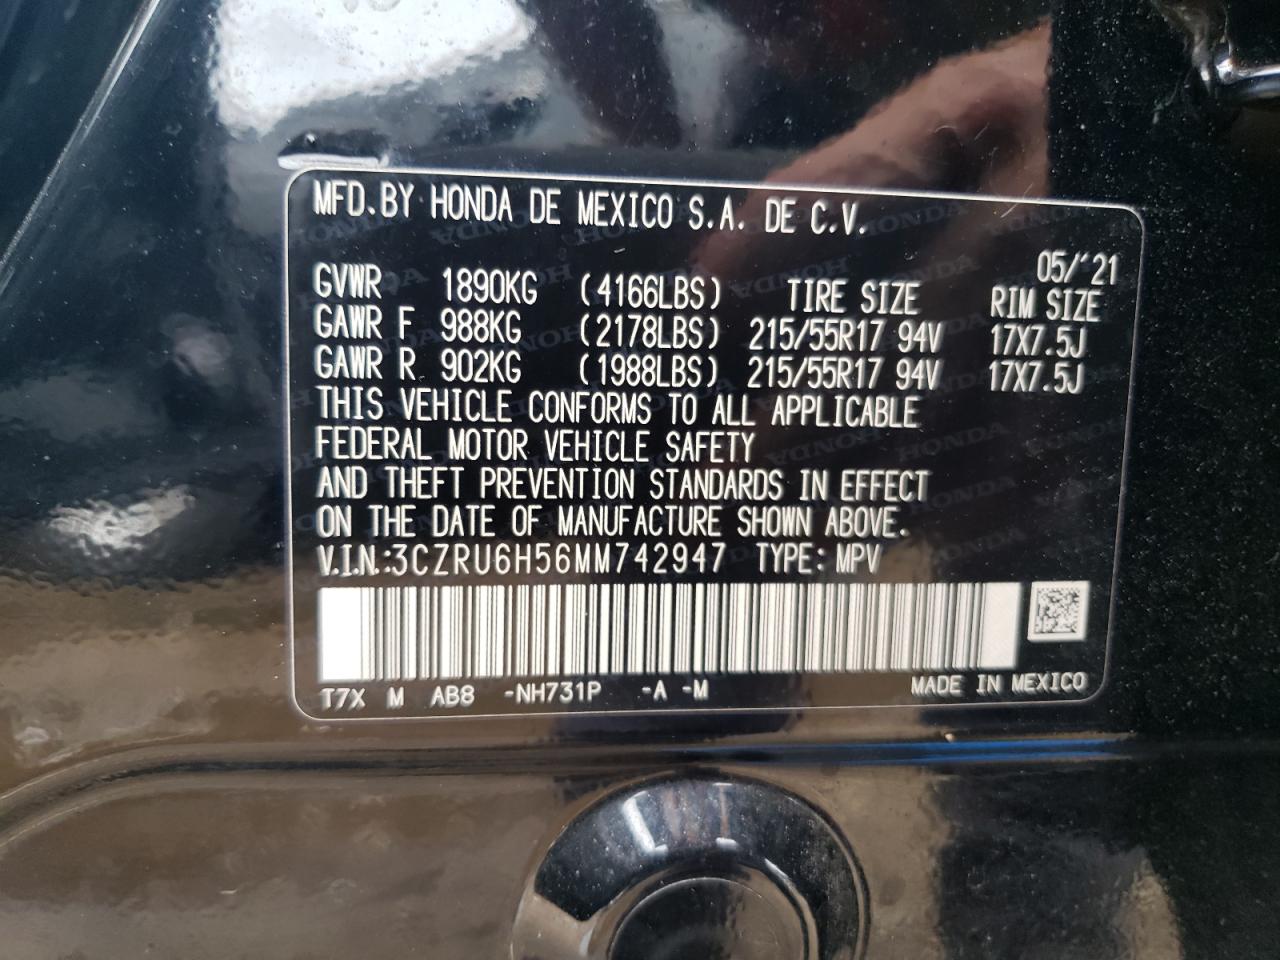 MFD. BY HONDA DE MEXICO S.A. DE C.V.
05/'21
GVWR 1890KG (4166LBS) TIRE SIZE RIM SIZE
GAWR F 988KG (2178LBS) 215/55R17 94V 17X7.5J
GAWR R 902KG (1988LBS) 215/55R17 94V 17X7.5J
THIS VEHICLE CONFORMS TO ALL APPLICABLE
FEDERAL MOTOR VEHICLE SAFETY
AND THEFT PREVENTION STANDARDS IN EFFECT
ON THE DATE OF MANUFACTURE SHOWN ABOVE.
V.I.N.:3CZRU6H56MM742947 TYPE: MPV
T7X M AB8 -NH731P -A -M MADE IN MEXICO